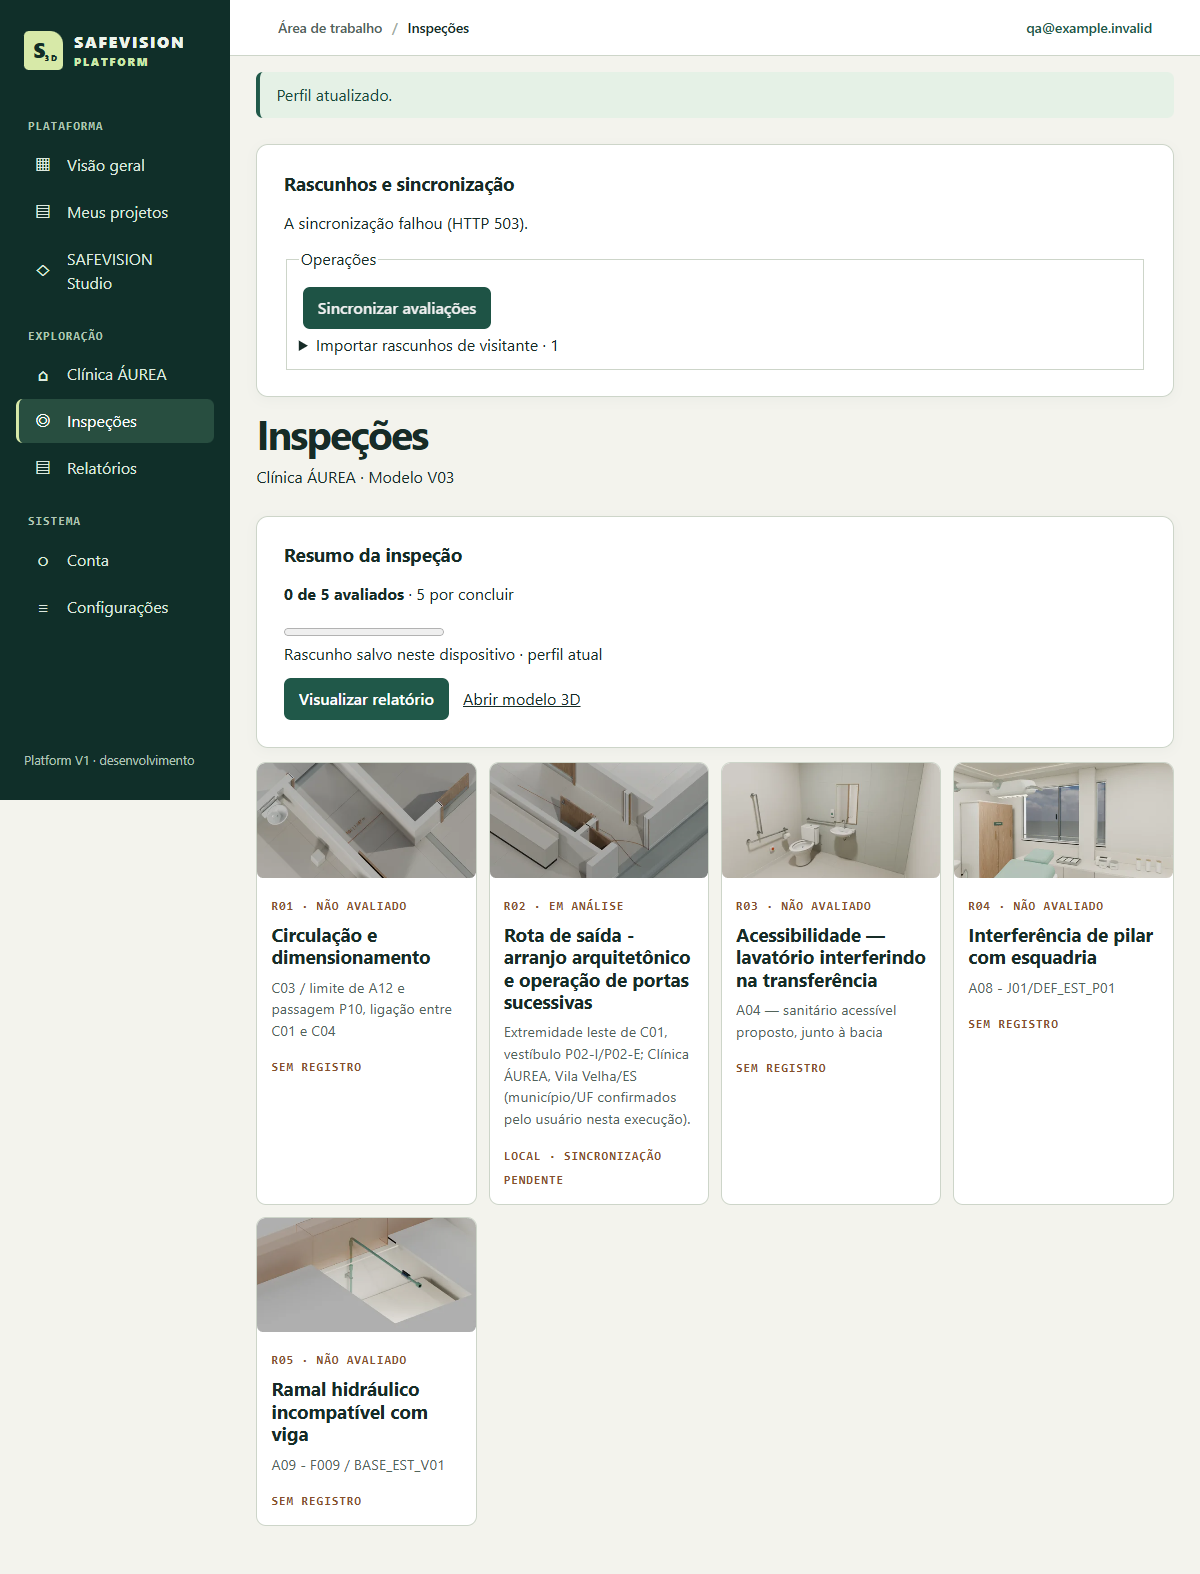 S3D
SAFEVISION
PLATFORM
PLATAFORMA
Visão geral
Meus projetos
SAFEVISION
Studio
EXPLORAÇÃO
Clínica ÁUREA
Inspeções
Relatórios
SISTEMA
Conta
Configurações
Platform V1 · desenvolvimento
Área de trabalho / Inspeções
qa@example.invalid
Perfil atualizado.
Rascunhos e sincronização
A sincronização falhou (HTTP 503).
Operações
Sincronizar avaliações
Importar rascunhos de visitante · 1
Inspeções
Clínica ÁUREA · Modelo V03
Resumo da inspeção
0 de 5 avaliados · 5 por concluir
Rascunho salvo neste dispositivo · perfil atual
Visualizar relatório
Abrir modelo 3D
R01 · NÃO AVALIADO
Circulação e
dimensionamento
C03 / limite de A12 e
passagem P10, ligação entre
C01 e C04
SEM REGISTRO
R02 · EM ANÁLISE
Rota de saída -
arranjo arquitetônico
e operação de portas
sucessivas
Extremidade leste de C01,
vestíbulo P02-I/P02-E; Clínica
ÁUREA, Vila Velha/ES
(município/UF confirmados
pelo usuário nesta execução).
LOCAL · SINCRONIZAÇÃO
PENDENTE
R03 · NÃO AVALIADO
Acessibilidade —
lavatório interferindo
na transferência
A04 — sanitário acessível
proposto, junto à bacia
SEM REGISTRO
R04 · NÃO AVALIADO
Interferência de pilar
com esquadria
A08 - J01/DEF_EST_P01
SEM REGISTRO
R05 · NÃO AVALIADO
Ramal hidráulico
incompatível com
viga
A09 - F009 / BASE_EST_V01
SEM REGISTRO